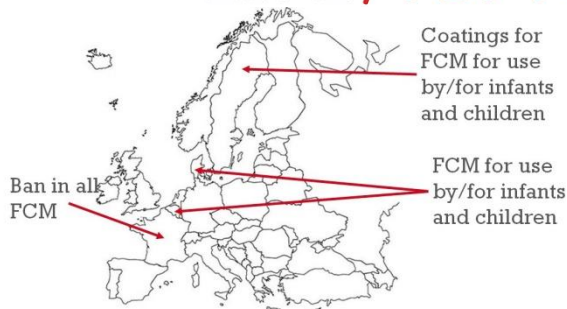 Coatings for
FCM for use
by/for infants
and children
Ban in all
FCM
FCM for use
by/for infants
and children